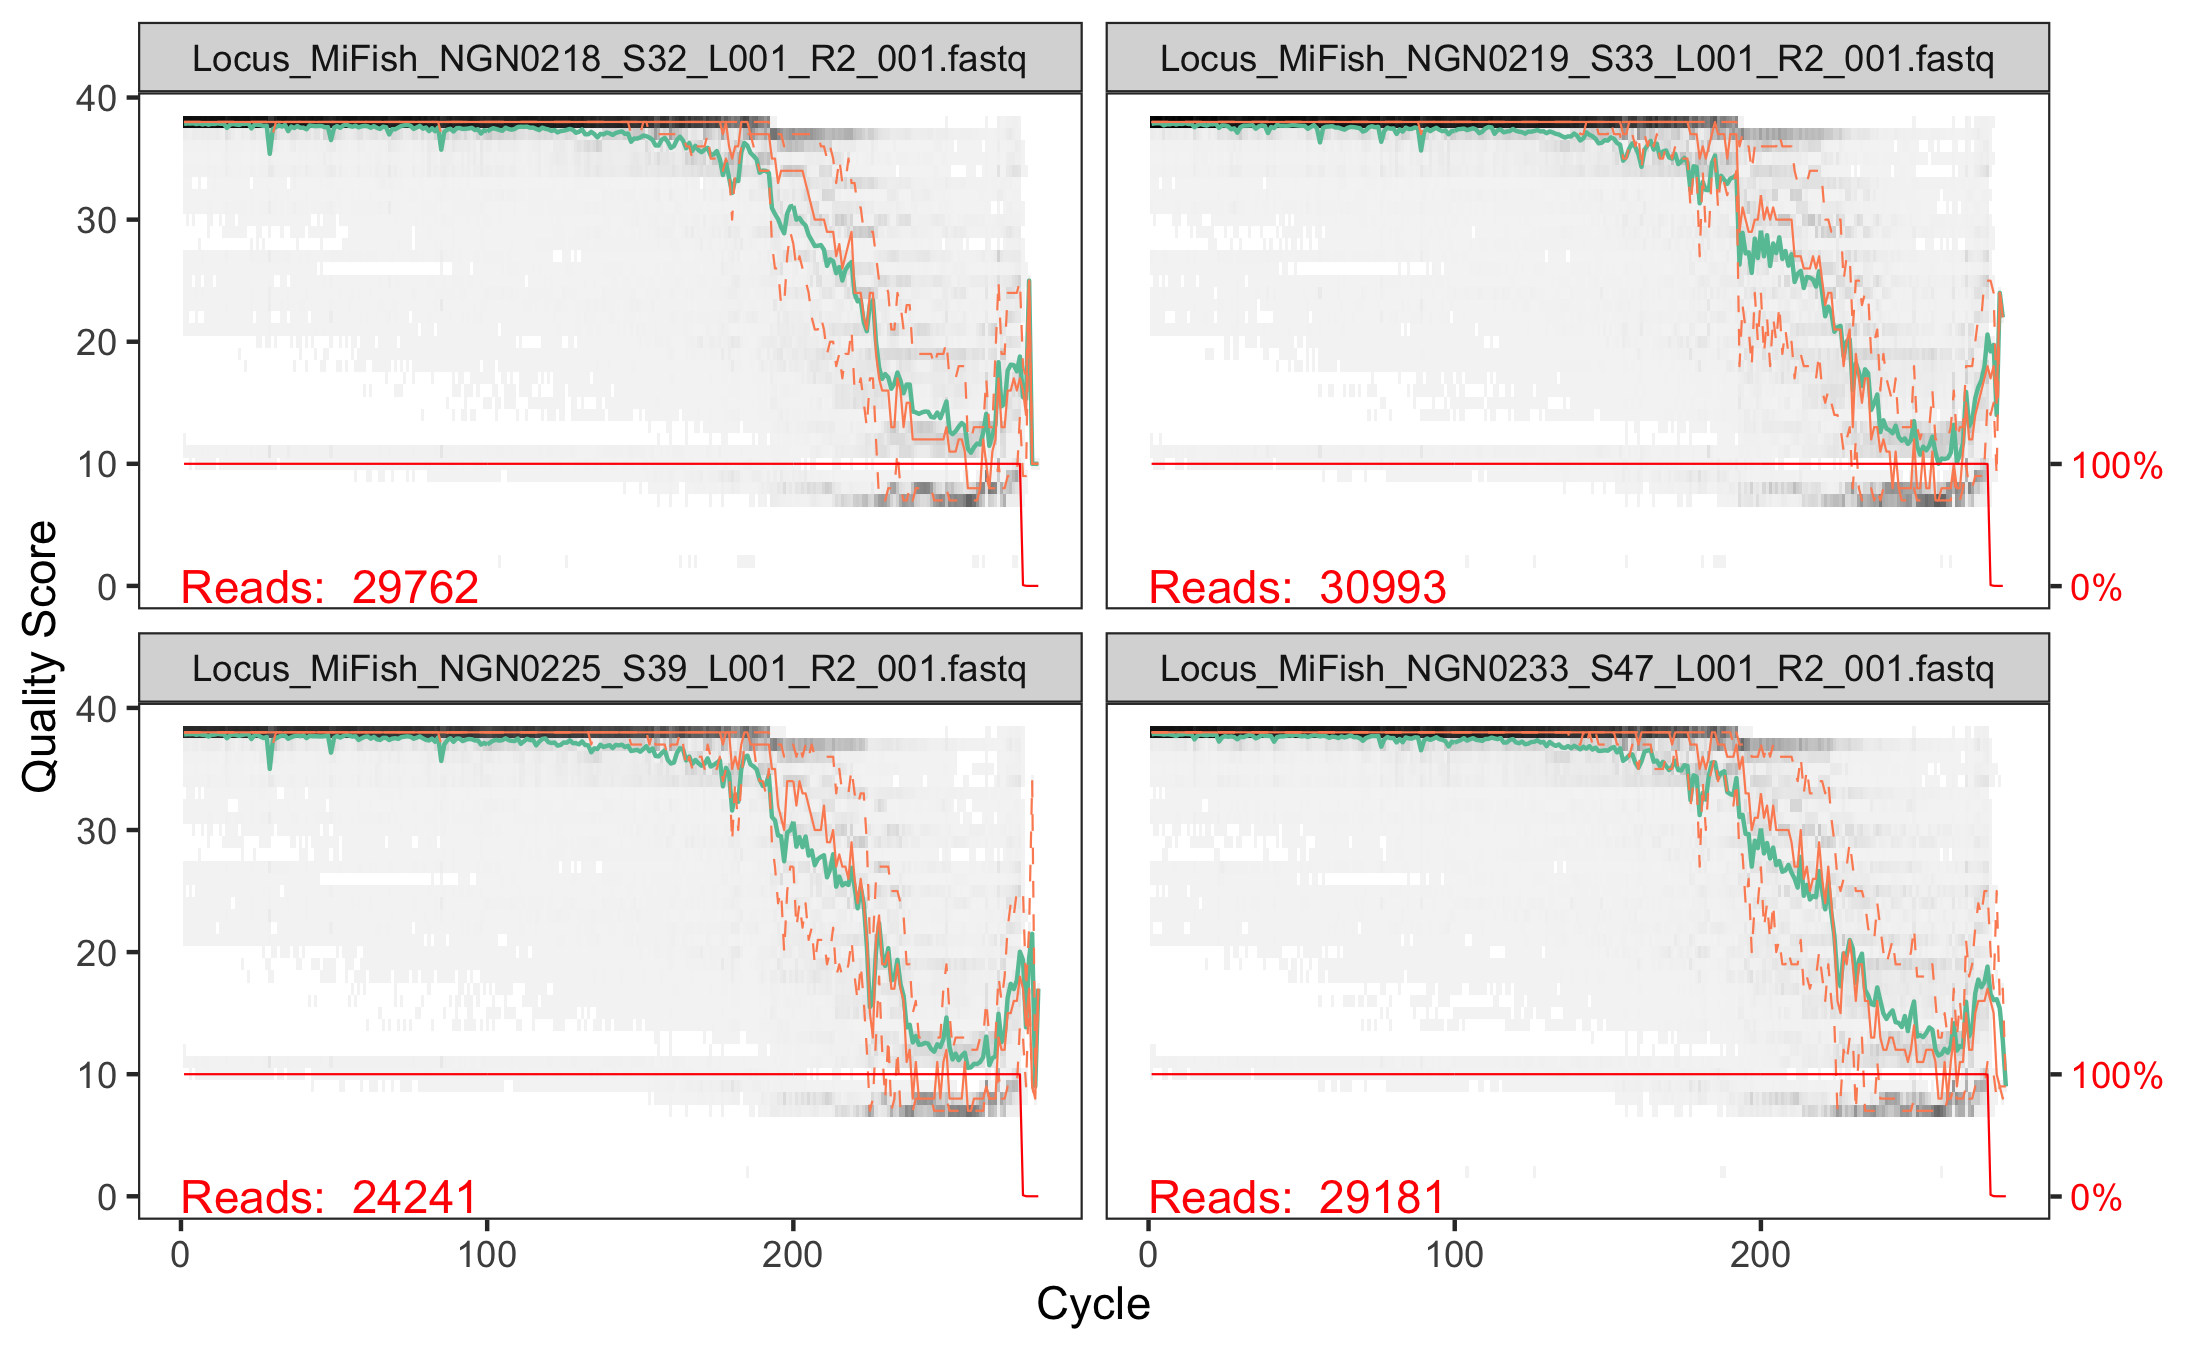 Locus_MiFish_NGN0218_S32_L001_R2_001.fastq
Locus_MiFish_NGN0219_S33_L001_R2_001.fastq
40
30
20
10
0
Reads: 29762
Reads: 30993
100%
0%
Quality Score
Locus_MiFish_NGN0225_S39_L001_R2_001.fastq
Locus_MiFish_NGN0233_S47_L001_R2_001.fastq
40
30
20
10
0
Reads: 24241
Reads: 29181
100%
0%
0 100 200
0 100 200
Cycle